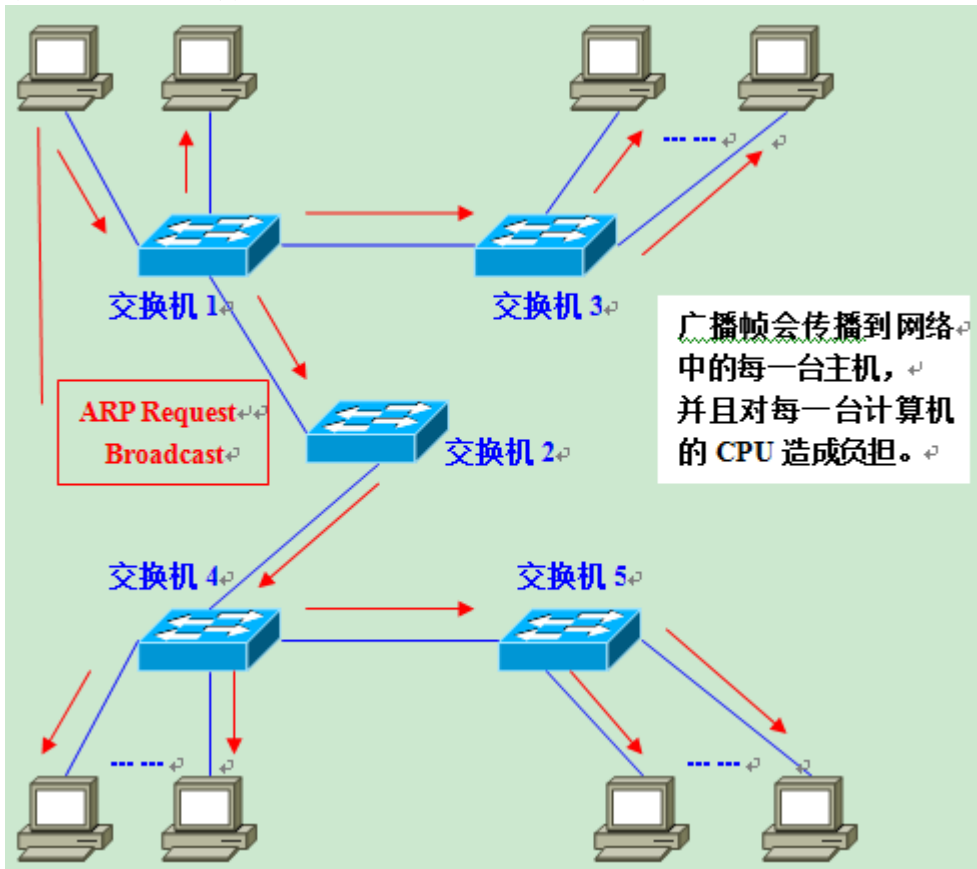 --- ---
交换机 1
交换机 3
广播帧会传播到网络
中的每一台主机，
并且对每一台计算机
的 CPU 造成负担。
ARP Request
Broadcast
交换机 2
交换机 4
交换机 5
--- ---
--- ---